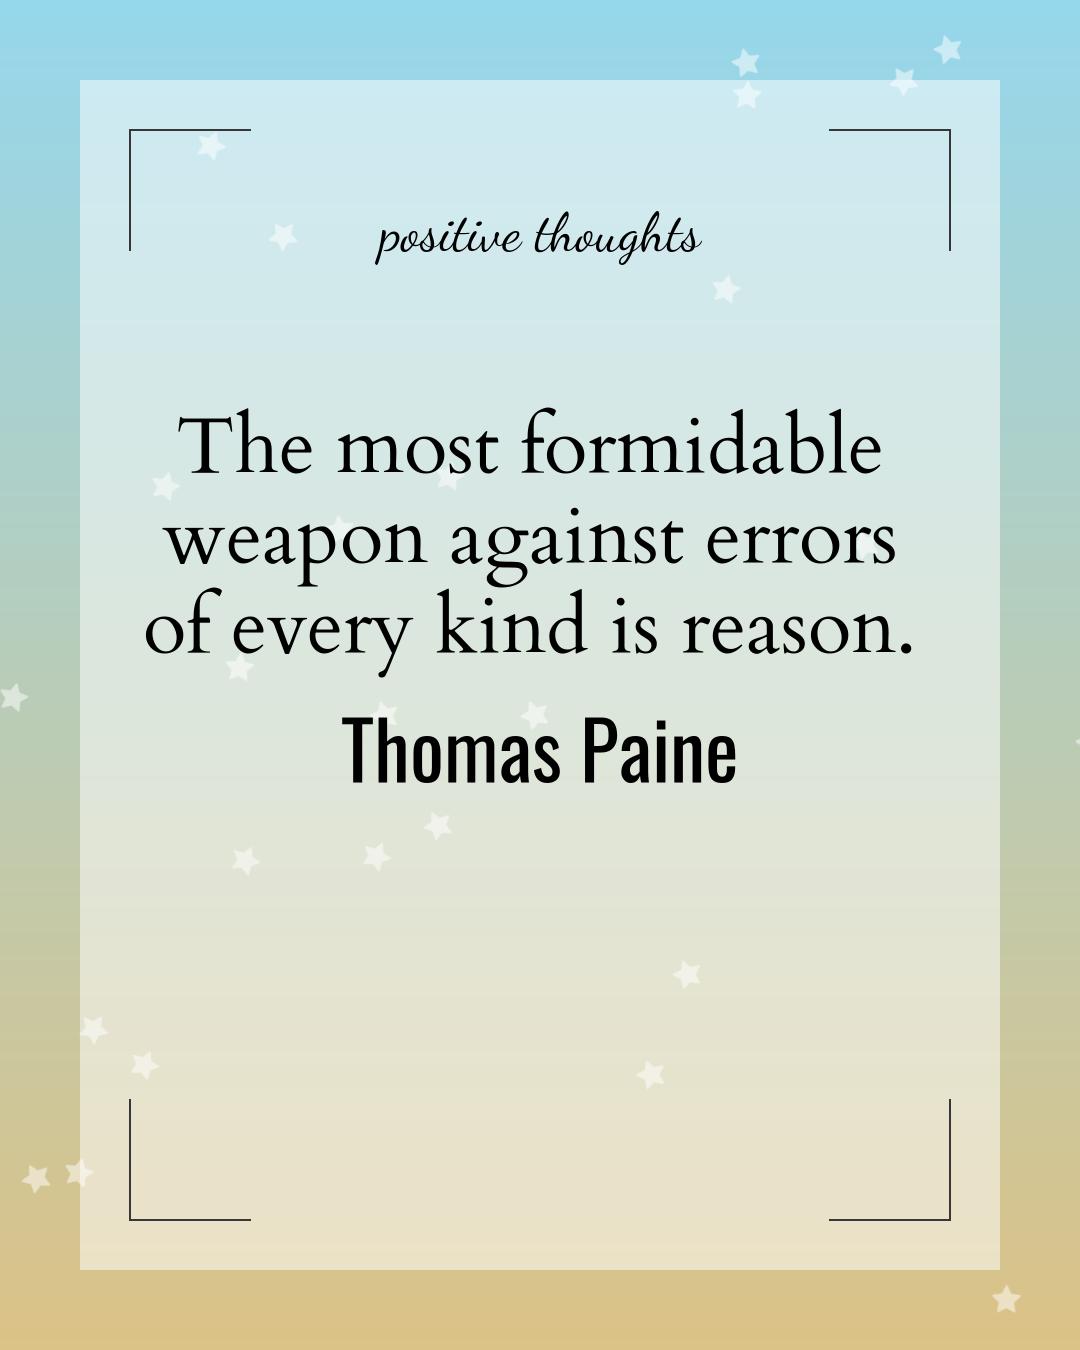 positive thoughts
The most formidable
weapon against errors
of every kind is reason.
Thomas Paine